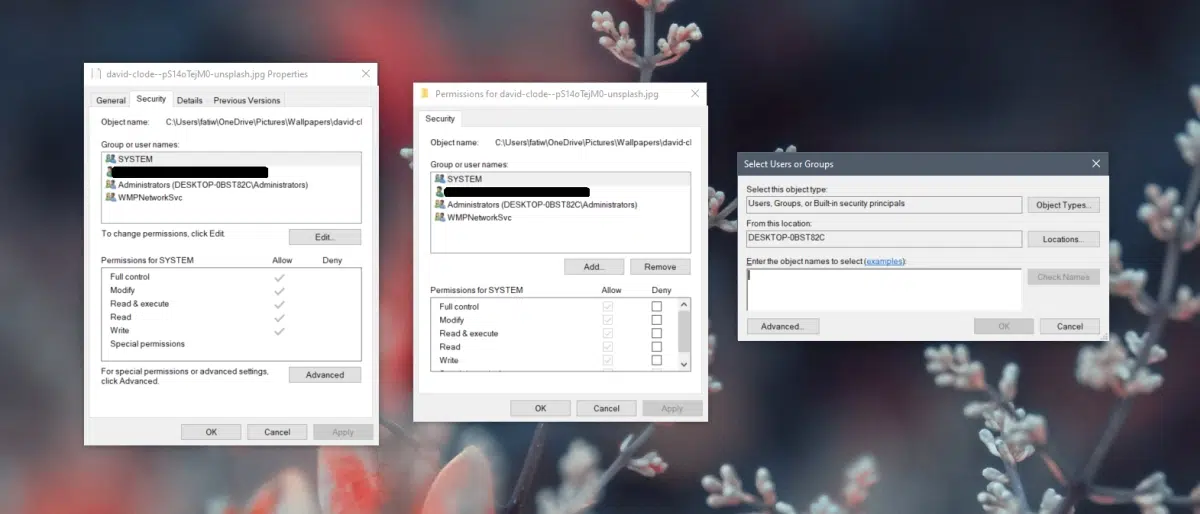 david-clode--pS14oTejM0-unsplash.jpg Properties
General Security Details Previous Versions
Object name: C:\Users\fatiw\OneDrive\Pictures\Wallpapers\david-cl
Group or user names:
SYSTEM
Administrators (DESKTOP-0BST82C\Administrators)
WMPNetworkSvc
To change permissions, click Edit.
Edit...
Permissions for SYSTEM Allow Deny
Full control
Modify
Read & execute
Read
Write
Special permissions
For special permissions or advanced settings,
click Advanced.
Advanced
OK Cancel Apply
Permissions for david-clode--pS14oTejM0-unsplash.jpg
Security
Object name: C:\Users\fatiw\OneDrive\Pictures\Wallpapers\david-cl
Group or user names:
SYSTEM
Administrators (DESKTOP-0BST82C\Administrators)
WMPNetworkSvc
Add... Remove
Permissions for SYSTEM Allow Deny
Full control
Modify
Read & execute
Read
Write
OK Cancel Apply
Select Users or Groups
Select this object type:
Users, Groups, or Built-in security principals
Object Types...
From this location:
DESKTOP-0BST82C
Locations...
Enter the object names to select (examples):
Check Names
Advanced...
OK Cancel